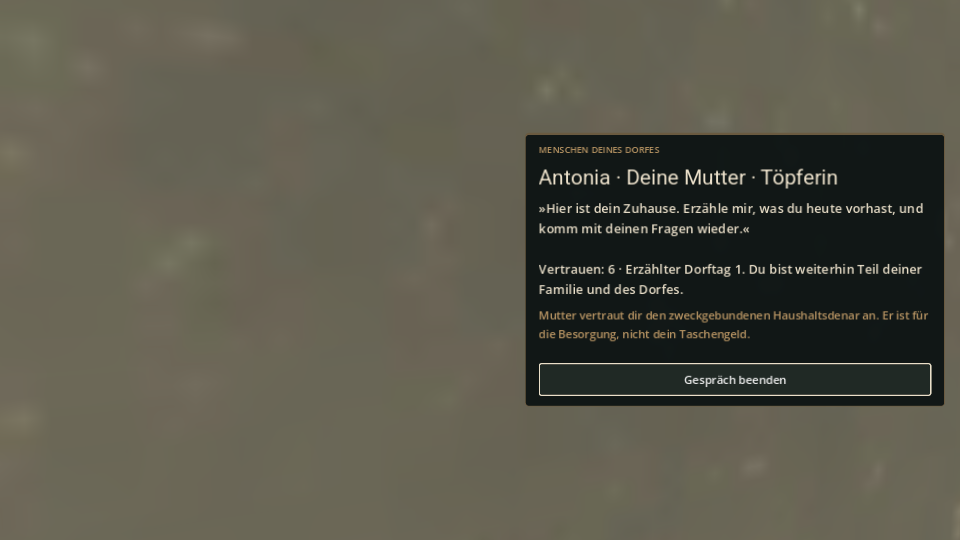 MENSCHEN DEINES DORFES
Antonia · Deine Mutter · Töpferin
»Hier ist dein Zuhause. Erzähle mir, was du heute vorhast, und
komm mit deinen Fragen wieder.«
Vertrauen: 6 · Erzählter Dorftag 1. Du bist weiterhin Teil deiner
Familie und des Dorfes.
Mutter vertraut dir den zweckgebundenen Haushaltsdenar an. Er ist für
die Besorgung, nicht dein Taschengeld.
Gespräch beenden